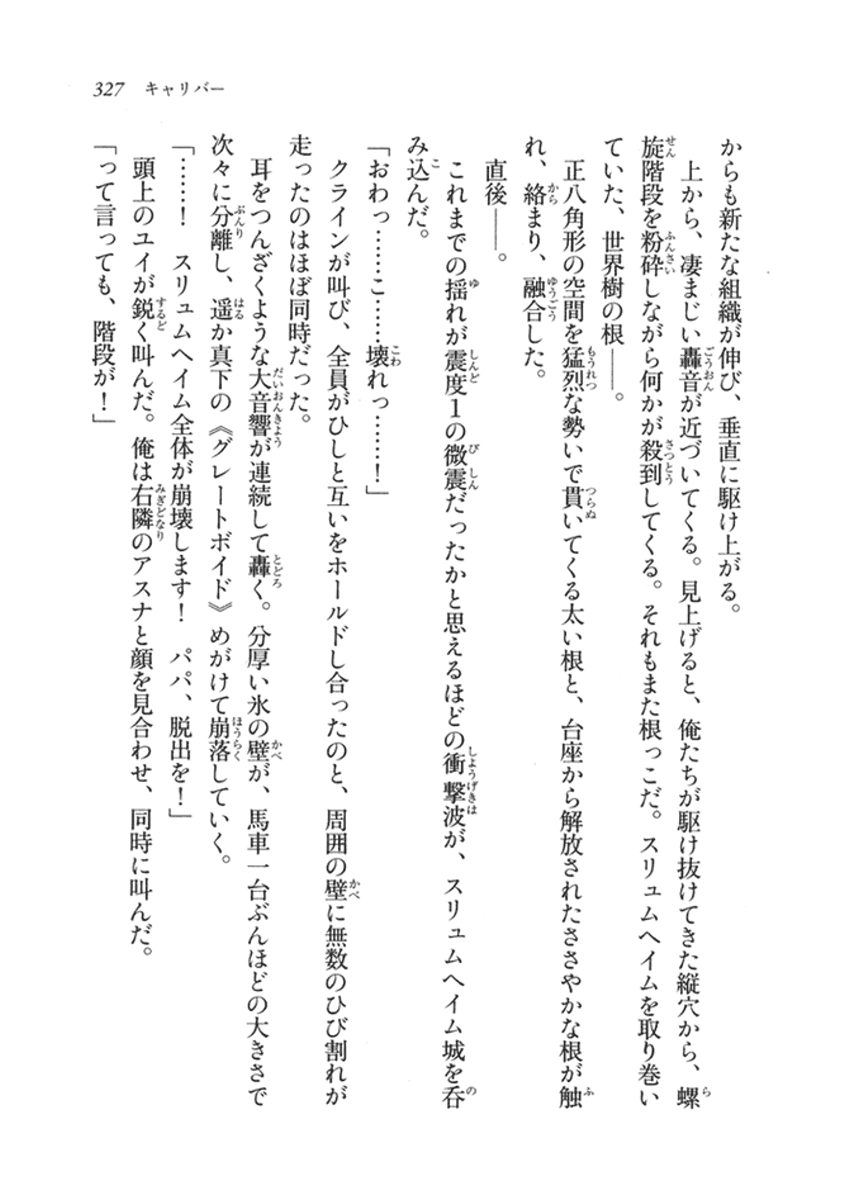 327 キャリバー
からも新たな組織が伸び、垂直に駆け上がる。
上から、凄まじい轟音が近づいてくる。見上げると、俺たちが駆け抜けてきた縦穴から、螺
旋階段を粉砕しながら何かが殺到してくる。それもまた根っこだ。スリュムヘイムを取り巻い
ていた、世界樹の根――。
正八角形の空間を猛烈な勢いで貫いてくる太い根と、台座から解放されたささやかな根が触
れ、絡まり、融合した。
直後――。
これまでの揺れが震度1の微震だったかと思えるほどの衝撃波が、スリュムヘイム城を呑
み込んだ。
「おわっ……こ……壊れっ……！」
クラインが叫び、全員がひしと互いをホールドし合ったのと、周囲の壁に無数のひび割れが
走ったのはほぼ同時だった。
耳をつんざくような大音響が連続して轟く。分厚い氷の壁が、馬車一台ぶんほどの大きさで
次々に分離し、遥か真下の《グレートボイド》めがけて崩落していく。
「……！　スリュムヘイム全体が崩壊します！　パパ、脱出を！」
頭上のユイが鋭く叫んだ。俺は右隣のアスナと顔を見合わせ、同時に叫んだ。
「って言っても、階段が！」